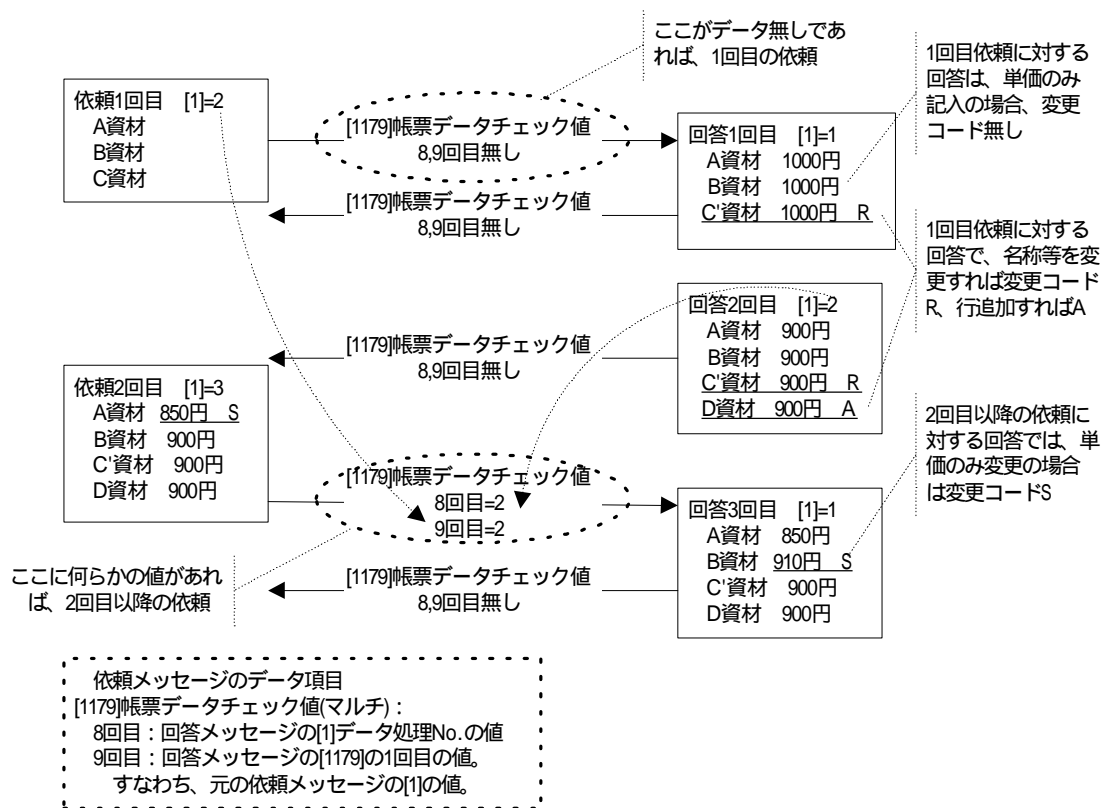 ここがデータ無しであ
れば、1回目の依頼
1回目依頼に対する
回答は、単価のみ
記入の場合、変更
コード無し
依頼1回目 [1]=2
A資材
B資材
C資材
[1179]帳票データチェック値
8,9回目無し
回答1回目 [1]=1
A資材 1000円
B資材 1000円
C'資材 1000円 R
[1179]帳票データチェック値
8,9回目無し
1回目依頼に対する
回答で、名称等を変
更すれば変更コード
R、行追加すればA
回答2回目 [1]=2
A資材 900円
B資材 900円
C'資材 900円 R
D資材 900円 A
[1179]帳票データチェック値
8,9回目無し
依頼2回目 [1]=3
A資材 850円 S
B資材 900円
C'資材 900円
D資材 900円
2回目以降の依頼に
対する回答では、単
価のみ変更の場合
は変更コードS
[1179]帳票データチェック値
8回目=2
9回目=2
回答3回目 [1]=1
A資材 850円
B資材 910円 S
C'資材 900円
D資材 900円
ここに何らかの値があれ
ば、2回目以降の依頼
[1179]帳票データチェック値
8,9回目無し
依頼メッセージのデータ項目
[1179]帳票データチェック値(マルチ)：
8回目：回答メッセージの[1]データ処理No.の値
9回目：回答メッセージの[1179]の1回目の値。
すなわち、元の依頼メッセージの[1]の値。